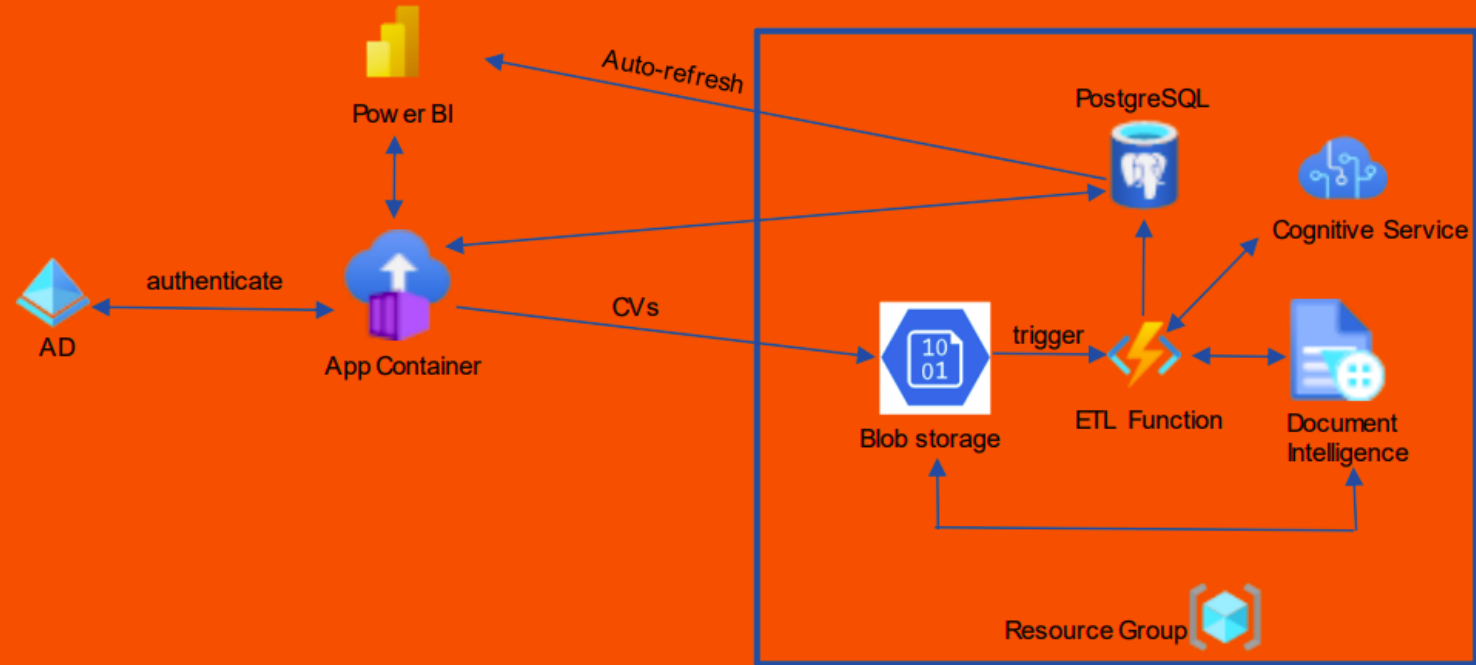 Auto-refresh
Power BI
PostgreSQL
Cognitive Service
authenticate
AD
App Container
CVs
10
01
trigger
Blob storage
ETL Function
Document
Intelligence
Resource Group